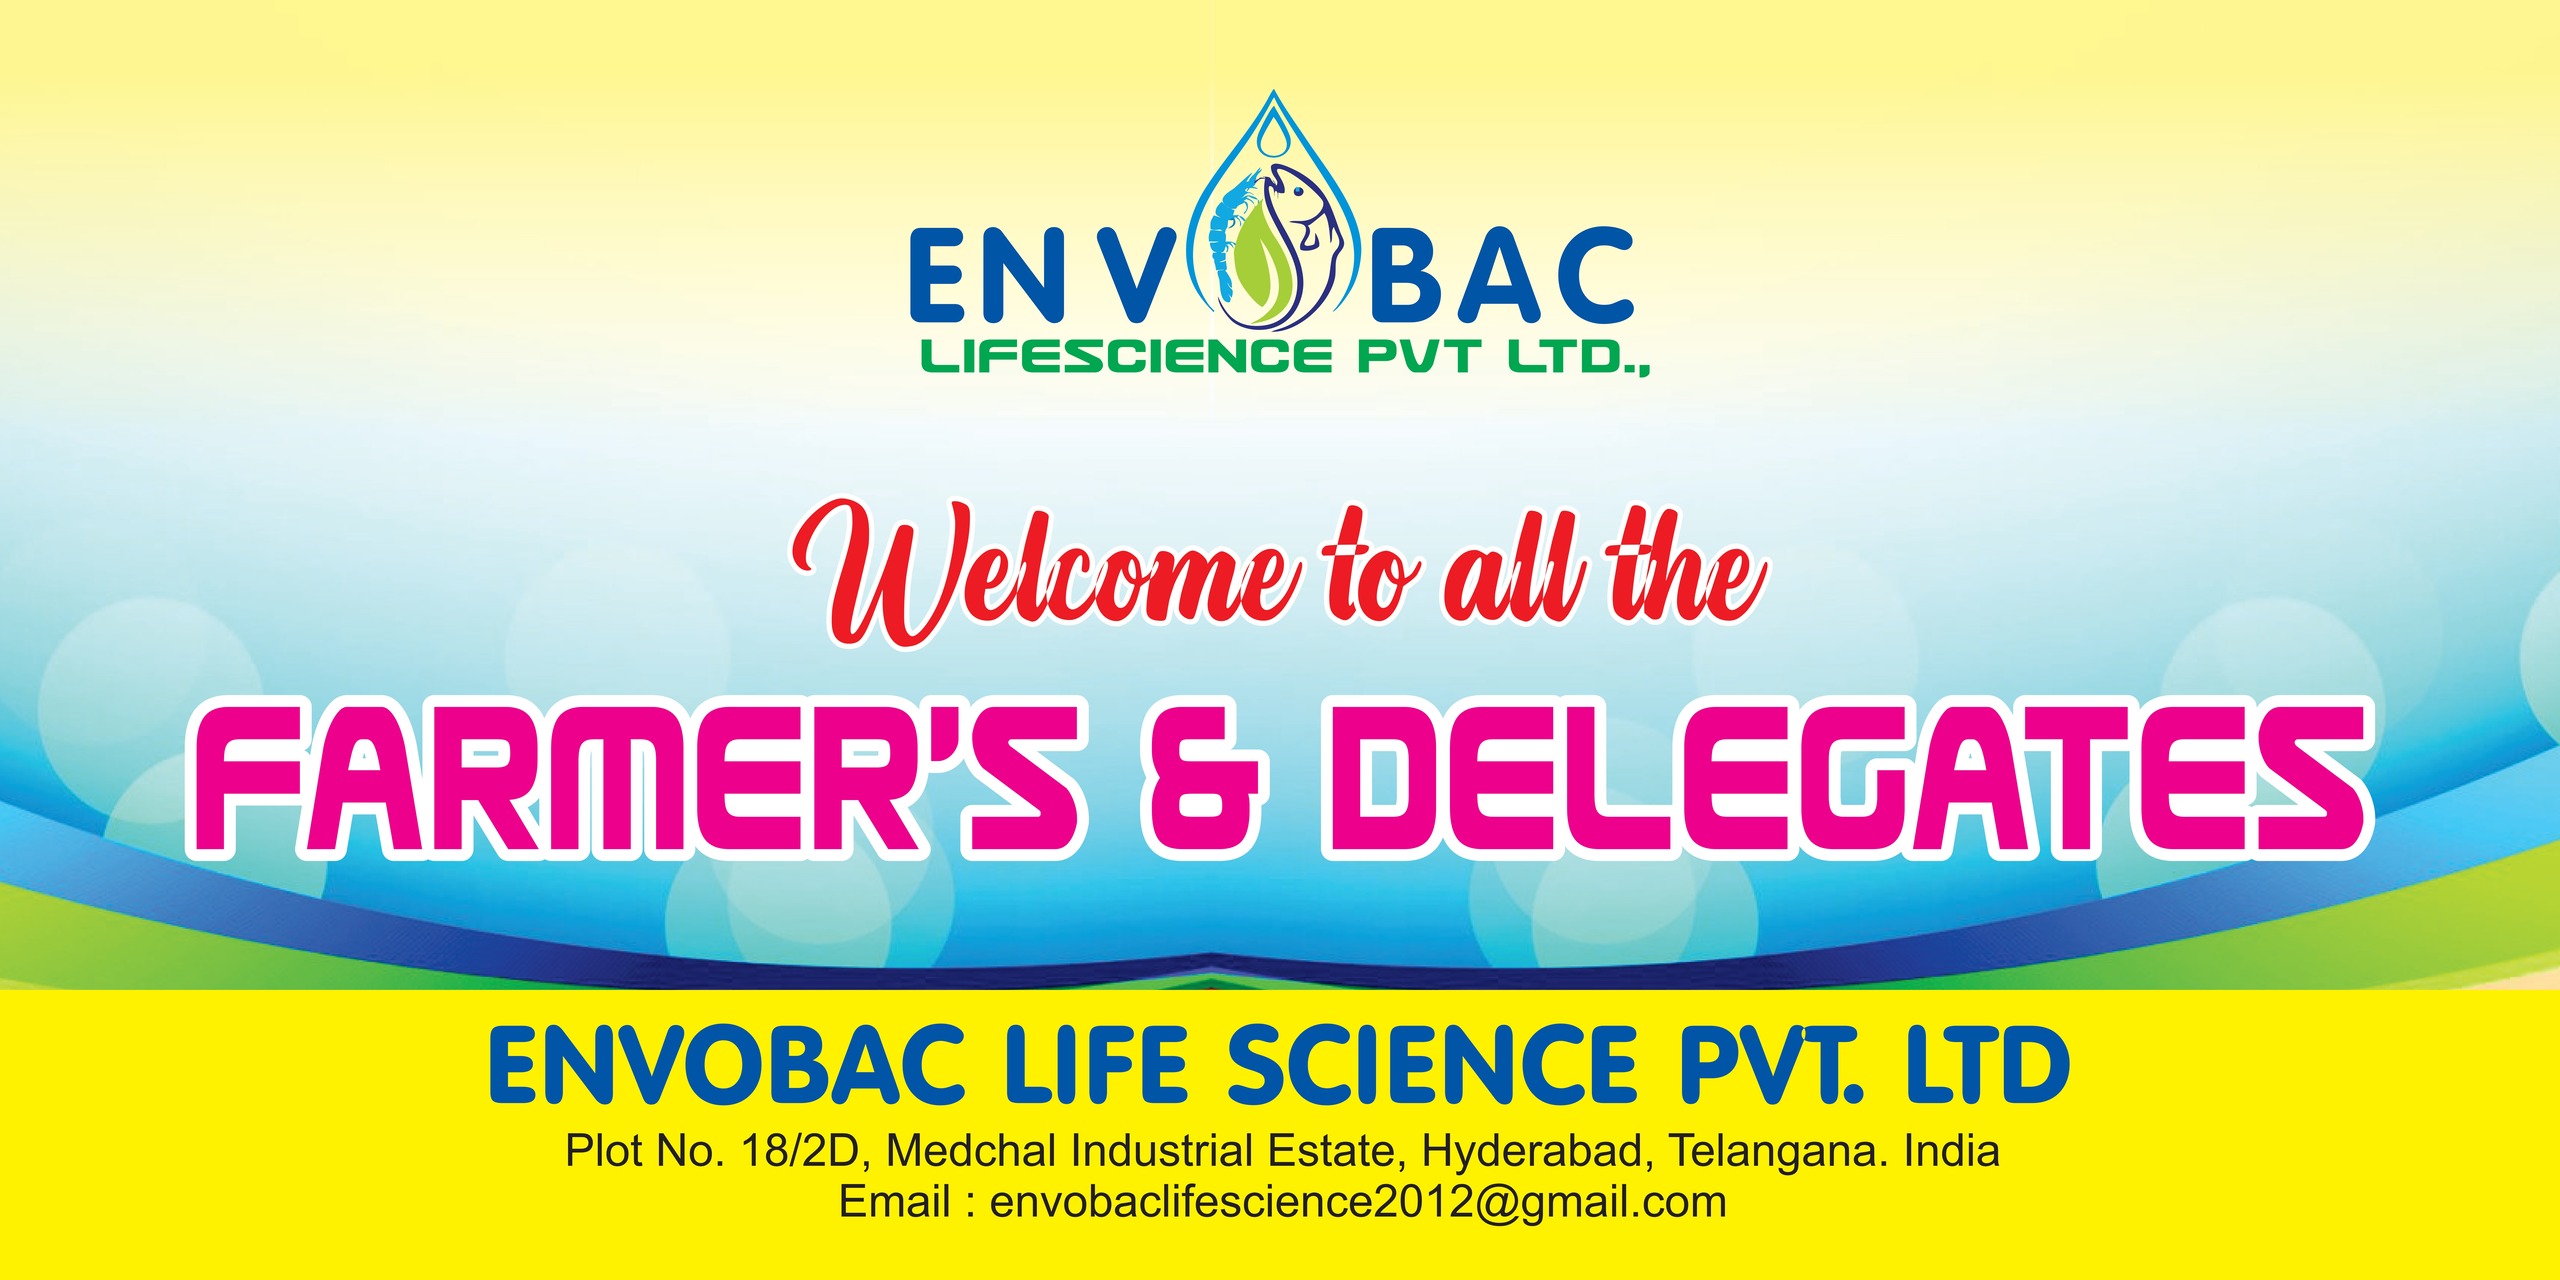 ENVOBAC
LIFESCIENCE PVT LTD.,
Welcome to all the
FARMER'S & DELEGATES
ENVOBAC LIFE SCIENCE PVT. LTD
Plot No. 18/2D, Medchal Industrial Estate, Hyderabad, Telangana. India
Email : envobaclifescience2012@gmail.com